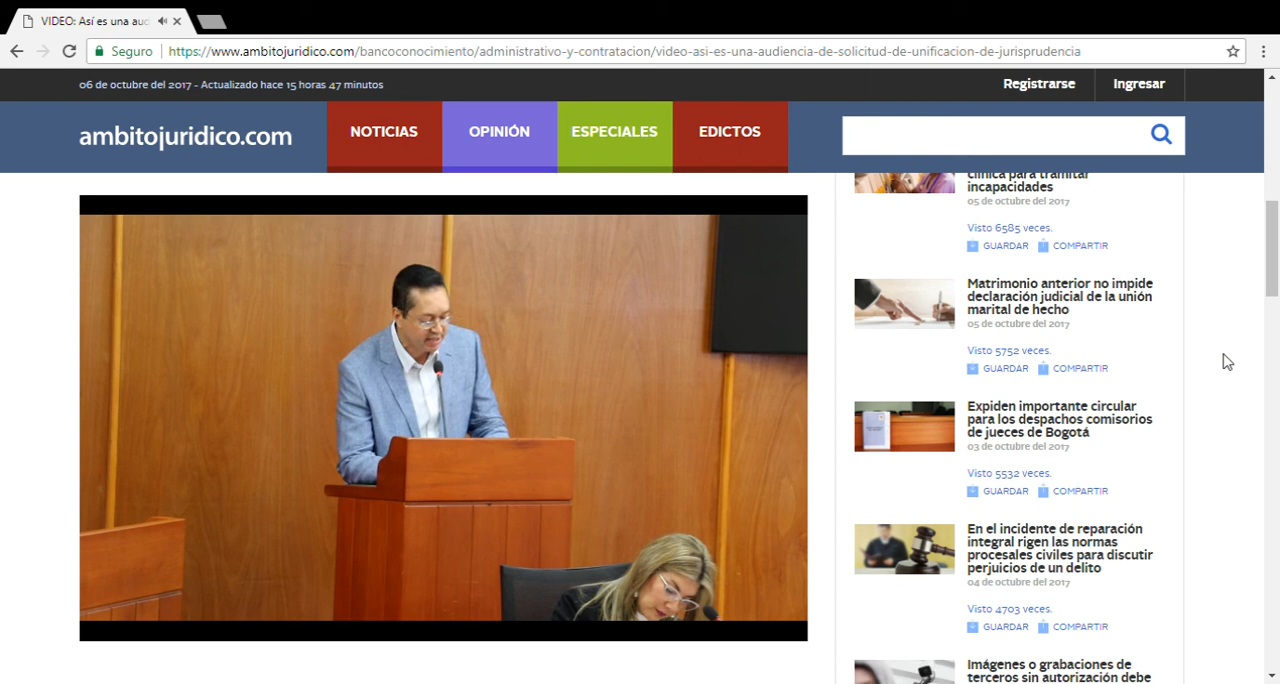 VIDEO: Así es una aud
Seguro
https://www.ambitojuridico.com/bancoconocimiento/administrativo-y-contratacion/video-asi-es-una-audiencia-de-solicitud-de-unificacion-de-jurisprudencia
06 de octubre del 2017 - Actualizado hace 15 horas 47 minutos
Registrarse
Ingresar
ambitojuridico.com
NOTICIAS
OPINIÓN
ESPECIALES
EDICTOS
clínica para tramitar
incapacidades
05 de octubre del 2017
Visto 6585 veces.
GUARDAR COMPARTIR
Matrimonio anterior no impide
declaración judicial de la unión
marital de hecho
05 de octubre del 2017
Visto 5752 veces.
GUARDAR COMPARTIR
Expiden importante circular
para los despachos comisorios
de jueces de Bogotá
03 de octubre del 2017
Visto 5532 veces.
GUARDAR COMPARTIR
En el incidente de reparación
integral rigen las normas
procesales civiles para discutir
perjuicios de un delito
04 de octubre del 2017
Visto 4703 veces.
GUARDAR COMPARTIR
Imágenes o grabaciones de
terceros sin autorización debe